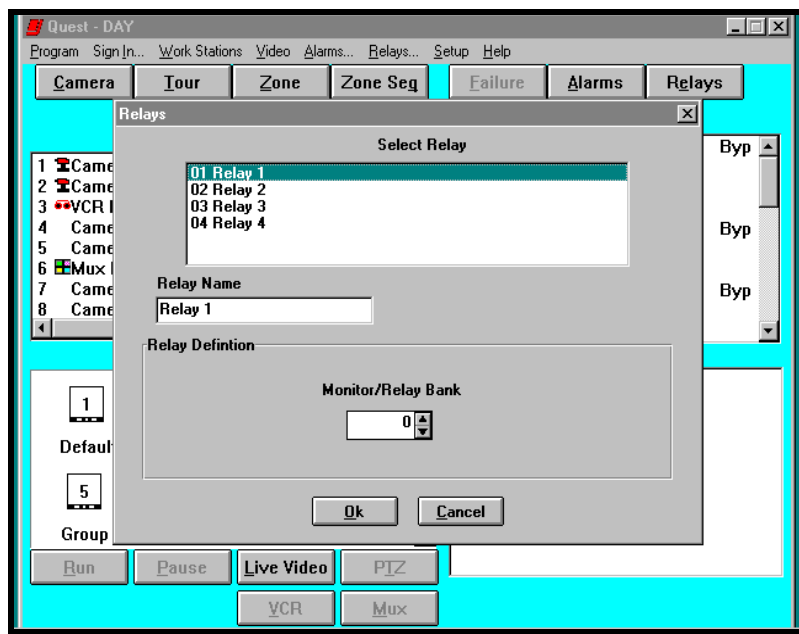 Quest - DAY
Program Sign In... Work Stations Video Alarms... Relays... Setup Help
Camera Tour Zone Zone Seq Failure Alarms Relays
Relays
Select Relay
01 Relay 1
02 Relay 2
03 Relay 3
04 Relay 4
1 Came
2 Came
3 VCR
4 Came
5 Came
6 Mux
7 Came
8 Came
Byp
Byp
Byp
Relay Name
Relay 1
Relay Defintion
Monitor/Relay Bank
0
Ok Cancel
1
Defaul
5
Group
Run Pause Live Video PTZ
VCR Mux